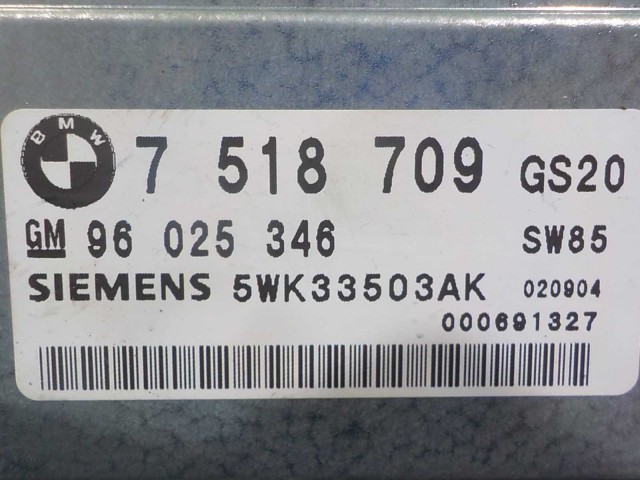 BMW 7 518 709 GS20
GM 96 025 346 SW85
SIEMENS 5WK33503AK 020904
000691327